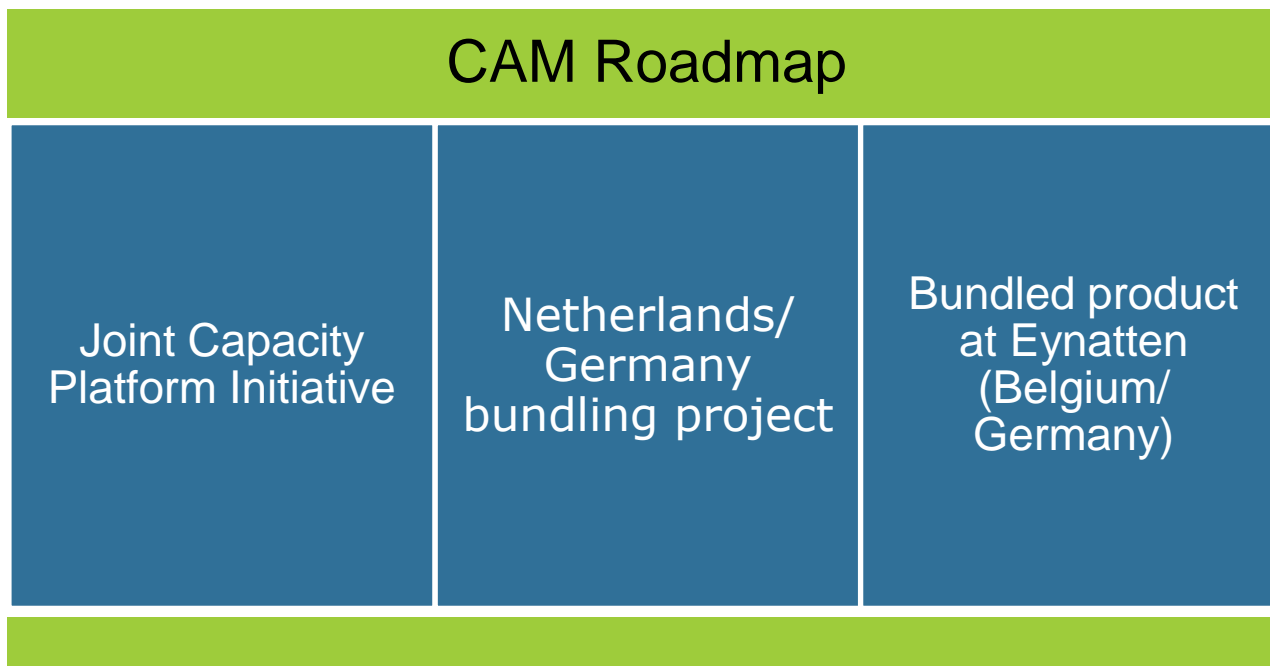 CAM Roadmap
Joint Capacity
Platform Initiative
Netherlands/
Germany
bundling project
Bundled product
at Eynatten
(Belgium/
Germany)